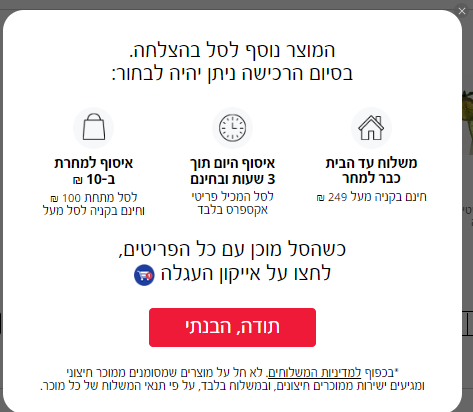 המוצר נוסף לסל בהצלחה.
בסיום הרכישה ניתן יהיה לבחור:
משלוח עד הבית
כבר למחר
חינם בקניה מעל 249 ₪
איסוף היום תוך
3 שעות ובחינם
לסל המכיל פריטי
אקספרס בלבד
איסוף למחרת
ב-10 ₪
לסל מתחת 100 ₪
וחינם בקניה לסל מעל
כשהסל מוכן עם כל הפריטים,
לחצו על אייקון העגלה
תודה, הבנתי
*בכפוף למדיניות המשלוחים. לא חל על מוצרים שמסומנים ממוכר חיצוני
ומגיעים ישירות ממוכרים חיצונים, ובמשלוח בלבד, על פי תנאי המשלוח של כל מוכר.